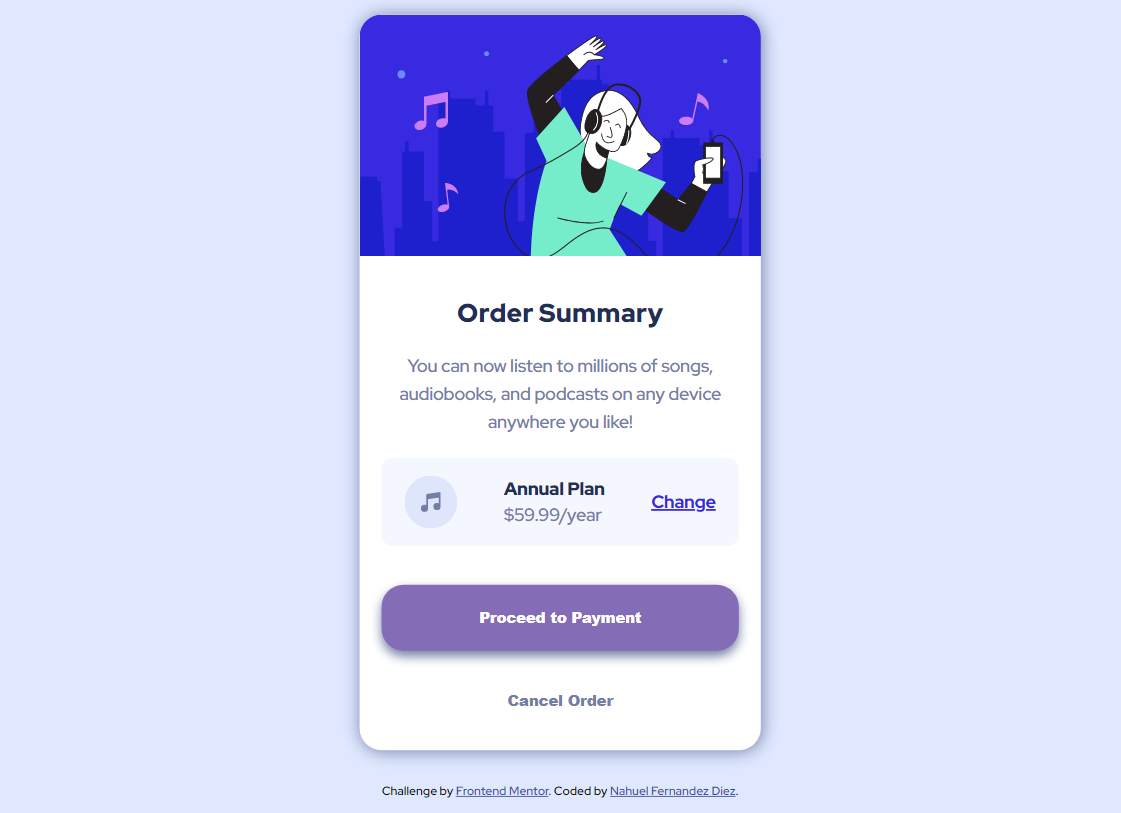 Order Summary
You can now listen to millions of songs,
audiobooks, and podcasts on any device
anywhere you like!
Annual Plan
$59.99/year
Change
Proceed to Payment
Cancel Order
Challenge by Frontend Mentor. Coded by Nahuel Fernandez Diez.